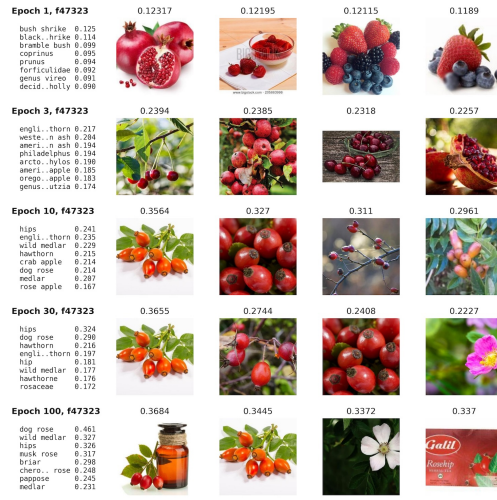 Epoch 1, f47323
0.12317 0.12195 0.12115 0.1189
bush shrike 0.125
black..hrike 0.114
bramble bush 0.099
coprinus 0.095
prunus 0.094
forficulidae 0.092
genus vireo 0.091
decid..holly 0.090
Epoch 3, f47323
0.2394 0.2385 0.2318 0.2257
engli..thorn 0.217
weste..n ash 0.204
ameri..n ash 0.194
philadelphus 0.194
arcto..hylos 0.190
ameri..apple 0.185
orego..apple 0.183
genus..utzia 0.174
Epoch 10, f47323
0.3564 0.327 0.311 0.2961
hips 0.241
engli..thorn 0.235
wild medlar 0.229
hawthorn 0.215
crab apple 0.214
dog rose 0.214
medlar 0.207
rose apple 0.167
Epoch 30, f47323
0.3655 0.2744 0.2408 0.2227
hips 0.324
dog rose 0.290
hawthorn 0.216
engli..thorn 0.197
hip 0.181
wild medlar 0.177
hawthorne 0.176
rosaceae 0.172
Epoch 100, f47323
0.3684 0.3445 0.3372 0.337
dog rose 0.461
wild medlar 0.327
hips 0.326
musk rose 0.317
briar 0.298
chero.. rose 0.248
pappose 0.245
medlar 0.231
Galil
Rosehip